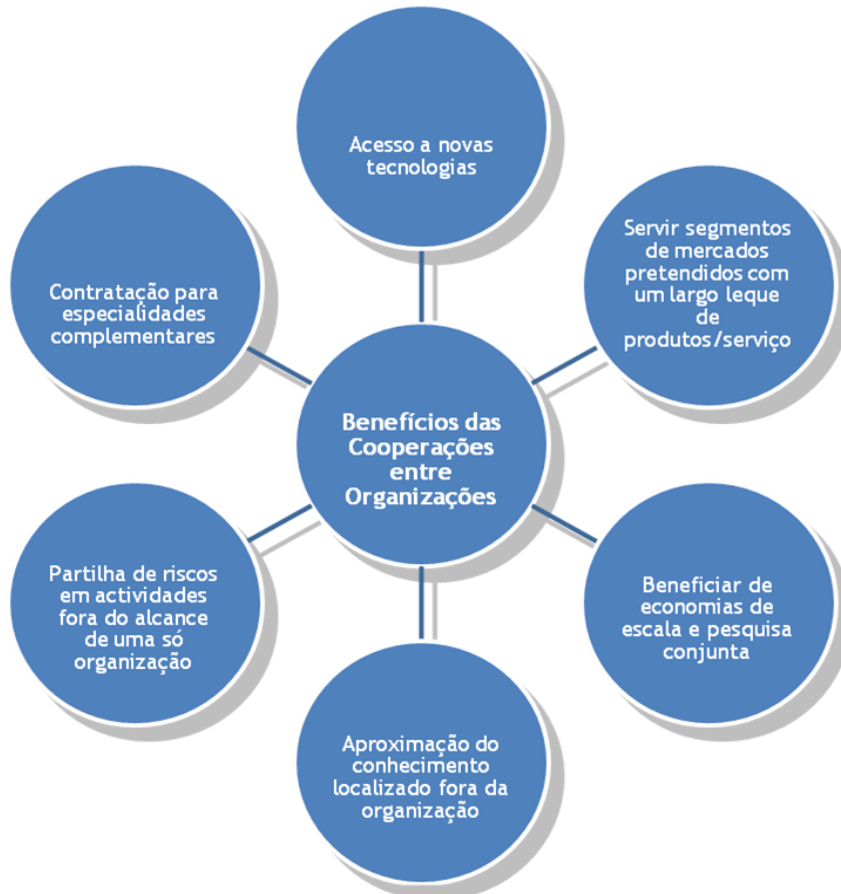 Acesso a novas
tecnologias
Servir segmentos
de mercados
pretendidos com
um largo leque
de
produtos/serviço
Contratação para
especialidades
complementares
Benefícios das
Cooperações
entre
Organizações
Partilha de riscos
em actividades
fora do alcance
de uma só
organização
Beneficiar de
economias de
escala e pesquisa
conjunta
Aproximação do
conhecimento
localizado fora da
organização